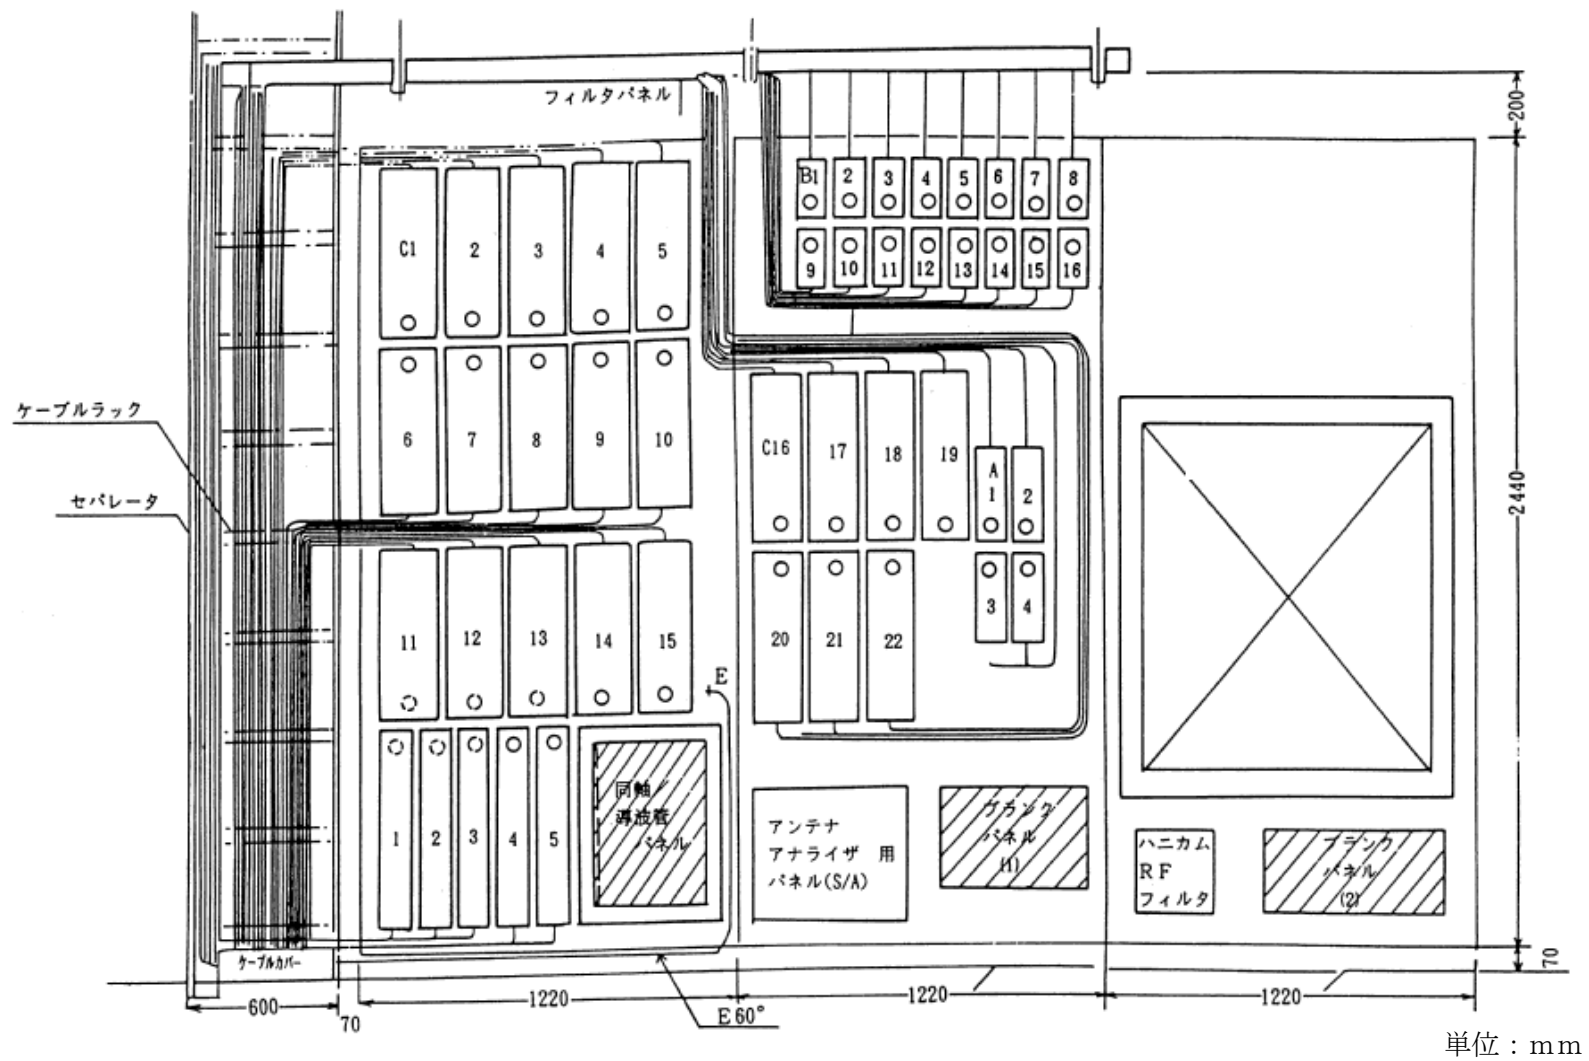 フィルタパネル
200
B1 2 3 4 5 6 7 8
C1 2 3 4 5
9 10 11 12 13 14 15 16
ケーブルラック
6 7 8 9 10
C16 17 18 19
A
1 2
セパレータ
2440
11 12 13 14 15
20 21 22
3 4
E
同軸
導波管
パネル
1 2 3 4 5
アンテナ
アナライザ 用
パネル(S/A)
ブランク
パネル
(1)
ハニカム
RF
フィルタ
ブランク
パネル
(2)
ケーブルカバー
70
600
70
1220
E60°
1220
1220
単位：mm